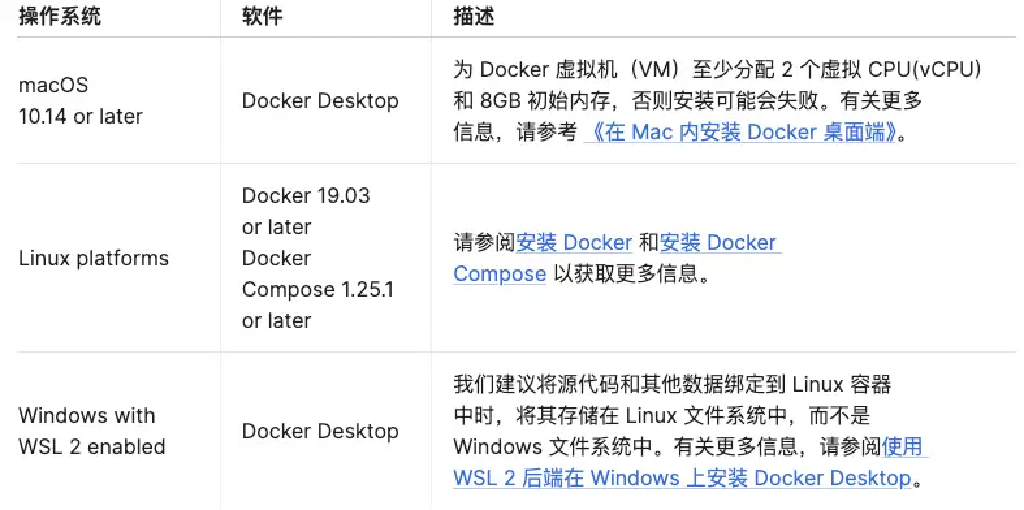 操作系统 软件 描述
macOS
10.14 or later
Docker Desktop
为 Docker 虚拟机（VM）至少分配 2 个虚拟 CPU(vCPU)
和 8GB 初始内存，否则安装可能会失败。有关更多
信息，请参考 《在 Mac 内安装 Docker 桌面端》。
Linux platforms
Docker 19.03
or later
Docker
Compose 1.25.1
or later
请参阅安装 Docker 和安装 Docker
Compose 以获取更多信息。
Windows with
WSL 2 enabled
Docker Desktop
我们建议将源代码和其他数据绑定到 Linux 容器
中时，将其存储在 Linux 文件系统中，而不是
Windows 文件系统中。有关更多信息，请参阅使用
WSL 2 后端在 Windows 上安装 Docker Desktop。